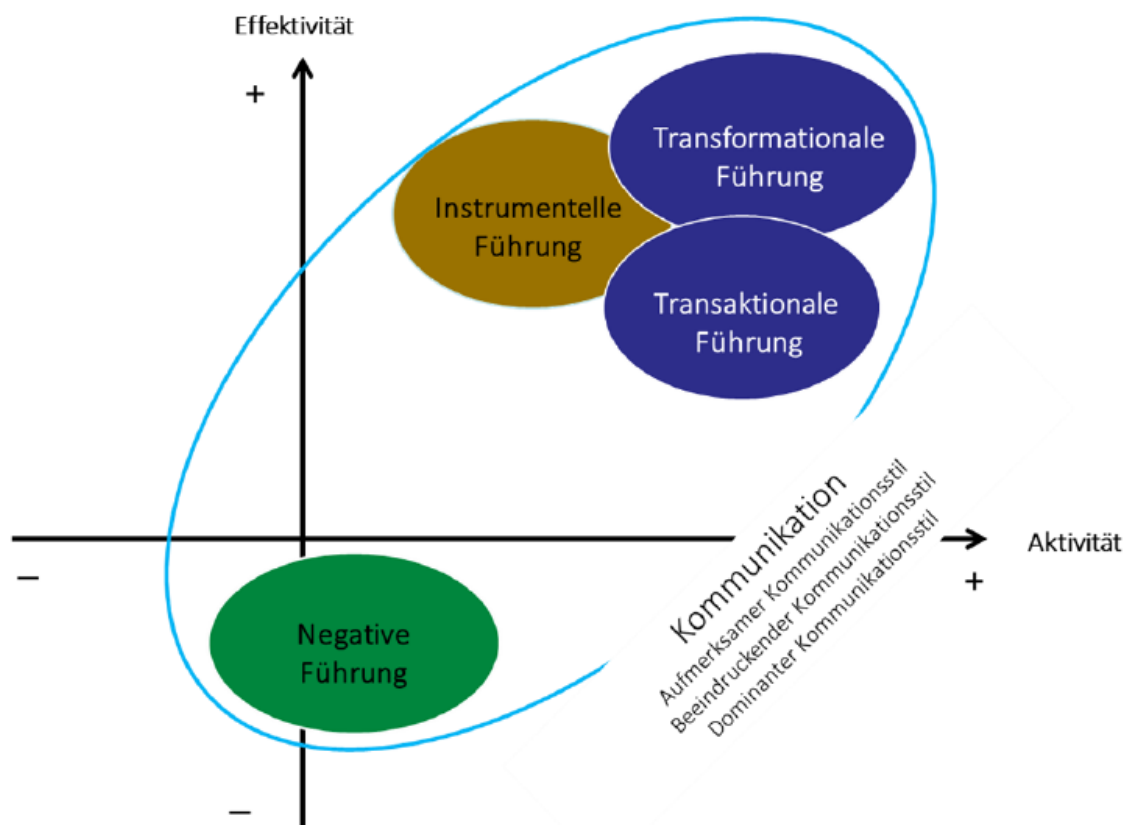 Effektivität
+
Transformationale
Führung
Instrumentelle
Führung
Transaktionale
Führung
Kommunikation
Aufmerksamer Kommunikationsstil
Beeindruckender Kommunikationsstil
Dominanter Kommunikationsstil
Aktivität
–
+
Negative
Führung
–